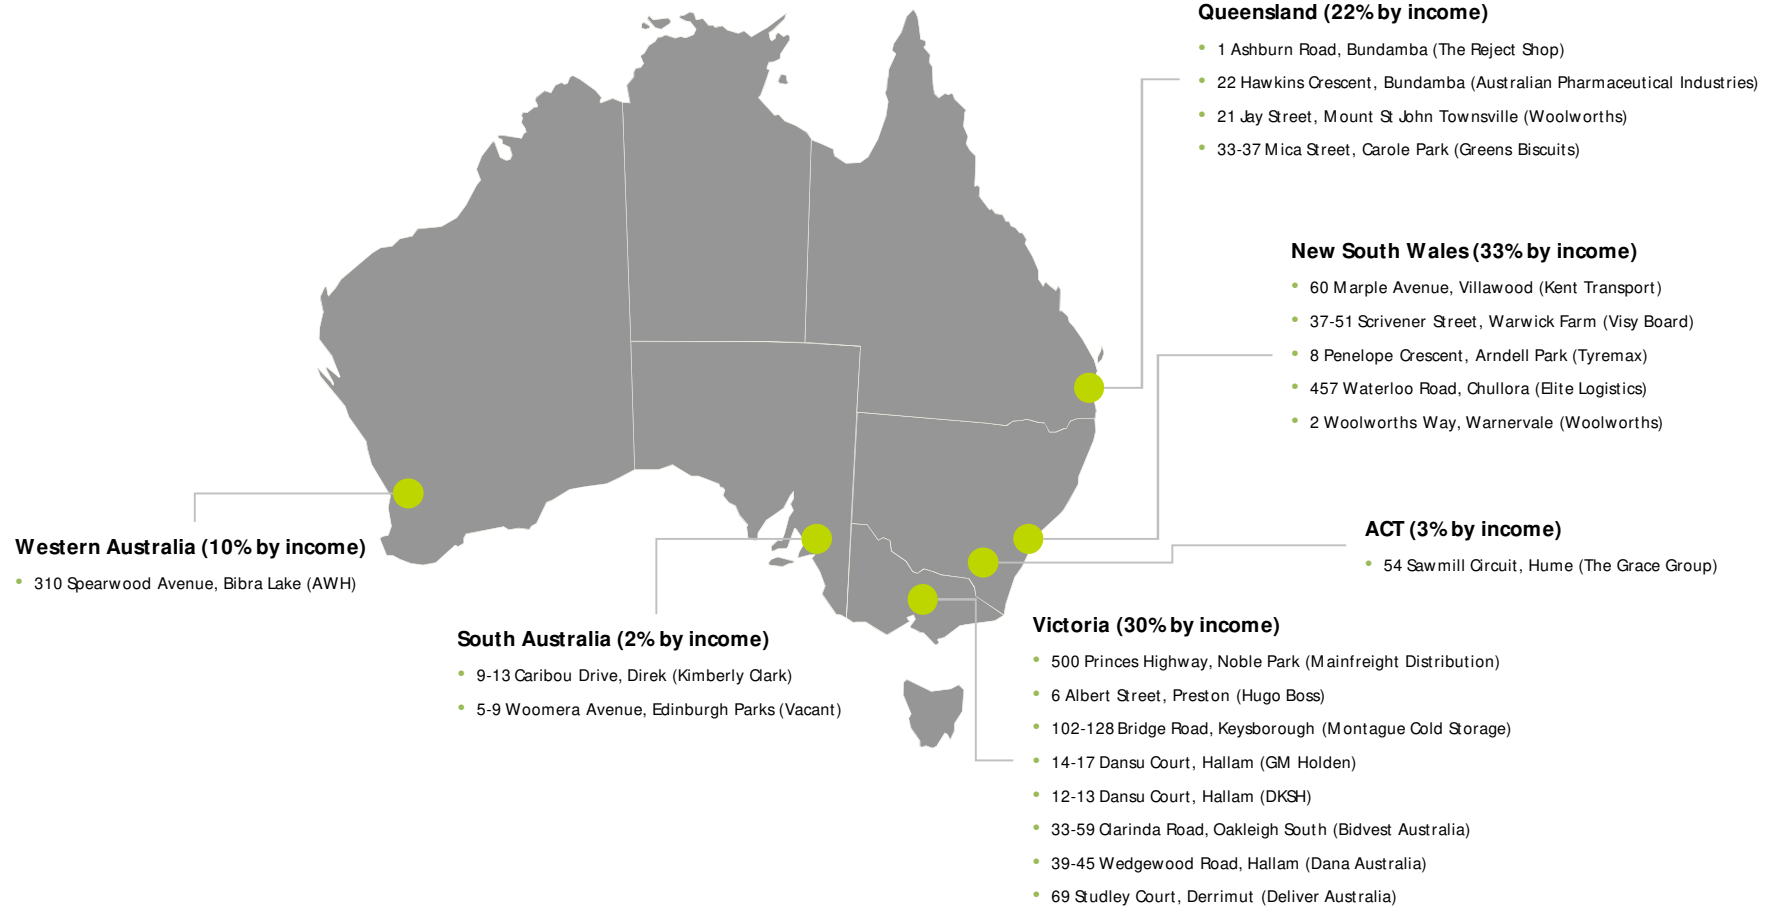 Queensland (22% by income)
• 1 Ashburn Road, Bundamba (The Reject Shop)
• 22 Hawkins Crescent, Bundamba (Australian Pharmaceutical Industries)
• 21 Jay Street, Mount St John Townsville (Woolworths)
• 33-37 Mica Street, Carole Park (Greens Biscuits)
New South Wales (33% by income)
• 60 Marple Avenue, Villawood (Kent Transport)
• 37-51 Scrivener Street, Warwick Farm (Visy Board)
• 8 Penelope Crescent, Arndell Park (Tyremax)
• 457 Waterloo Road, Chullora (Elite Logistics)
• 2 Woolworths Way, Warnervale (Woolworths)
ACT (3% by income)
• 54 Sawmill Circuit, Hume (The Grace Group)
Western Australia (10% by income)
• 310 Spearwood Avenue, Bibra Lake (AWH)
South Australia (2% by income)
• 9-13 Caribou Drive, Direk (Kimberly Clark)
• 5-9 Woomera Avenue, Edinburgh Parks (Vacant)
Victoria (30% by income)
• 500 Princes Highway, Noble Park (Mainfreight Distribution)
• 6 Albert Street, Preston (Hugo Boss)
• 102-128 Bridge Road, Keysborough (Montague Cold Storage)
• 14-17 Dansu Court, Hallam (GM Holden)
• 12-13 Dansu Court, Hallam (DKSH)
• 33-59 Clarinda Road, Oakleigh South (Bidvest Australia)
• 39-45 Wedgewood Road, Hallam (Dana Australia)
• 69 Studley Court, Derrimut (Deliver Australia)